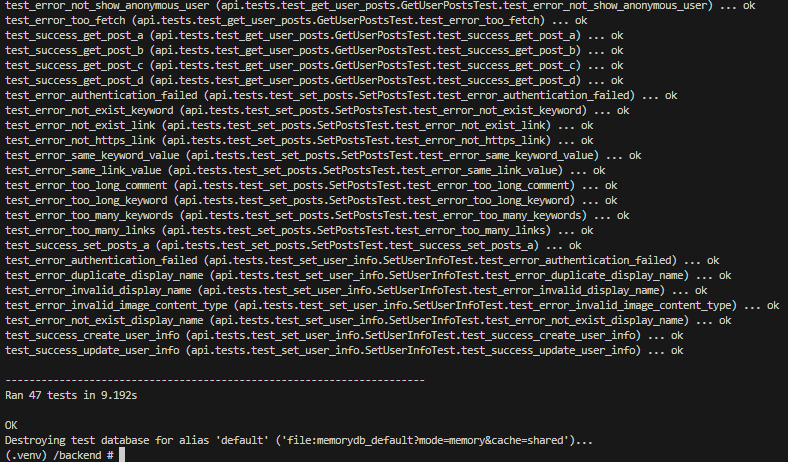 test_error_not_show_anonymous_user (api.tests.test_get_user_posts.GetUserPostsTest.test_error_not_show_anonymous_user) ... ok
test_error_too_fetch (api.tests.test_get_user_posts.GetUserPostsTest.test_error_too_fetch) ... ok
test_success_get_post_a (api.tests.test_get_user_posts.GetUserPostsTest.test_success_get_post_a) ... ok
test_success_get_post_b (api.tests.test_get_user_posts.GetUserPostsTest.test_success_get_post_b) ... ok
test_success_get_post_c (api.tests.test_get_user_posts.GetUserPostsTest.test_success_get_post_c) ... ok
test_success_get_post_d (api.tests.test_get_user_posts.GetUserPostsTest.test_success_get_post_d) ... ok
test_error_authentication_failed (api.tests.test_set_posts.SetPostsTest.test_error_authentication_failed) ... ok
test_error_not_exist_keyword (api.tests.test_set_posts.SetPostsTest.test_error_not_exist_keyword) ... ok
test_error_not_exist_link (api.tests.test_set_posts.SetPostsTest.test_error_not_exist_link) ... ok
test_error_not_https_link (api.tests.test_set_posts.SetPostsTest.test_error_not_https_link) ... ok
test_error_same_keyword_value (api.tests.test_set_posts.SetPostsTest.test_error_same_keyword_value) ... ok
test_error_same_link_value (api.tests.test_set_posts.SetPostsTest.test_error_same_link_value) ... ok
test_error_too_long_comment (api.tests.test_set_posts.SetPostsTest.test_error_too_long_comment) ... ok
test_error_too_long_keyword (api.tests.test_set_posts.SetPostsTest.test_error_too_long_keyword) ... ok
test_error_too_many_keywords (api.tests.test_set_posts.SetPostsTest.test_error_too_many_keywords) ... ok
test_error_too_many_links (api.tests.test_set_posts.SetPostsTest.test_error_too_many_links) ... ok
test_success_set_posts_a (api.tests.test_set_posts.SetPostsTest.test_success_set_posts_a) ... ok
test_error_authentication_failed (api.tests.test_set_user_info.SetUserInfoTest.test_error_authentication_failed) ... ok
test_error_duplicate_display_name (api.tests.test_set_user_info.SetUserInfoTest.test_error_duplicate_display_name) ... ok
test_error_invalid_display_name (api.tests.test_set_user_info.SetUserInfoTest.test_error_invalid_display_name) ... ok
test_error_invalid_image_content_type (api.tests.test_set_user_info.SetUserInfoTest.test_error_invalid_image_content_type) ... ok
test_error_not_exist_display_name (api.tests.test_set_user_info.SetUserInfoTest.test_error_not_exist_display_name) ... ok
test_success_create_user_info (api.tests.test_set_user_info.SetUserInfoTest.test_success_create_user_info) ... ok
test_success_update_user_info (api.tests.test_set_user_info.SetUserInfoTest.test_success_update_user_info) ... ok
----------------------------------------------------------------------
Ran 47 tests in 9.192s
OK
Destroying test database for alias 'default' ('file:memorydb_default?mode=memory&cache=shared')...
(.venv) /backend #